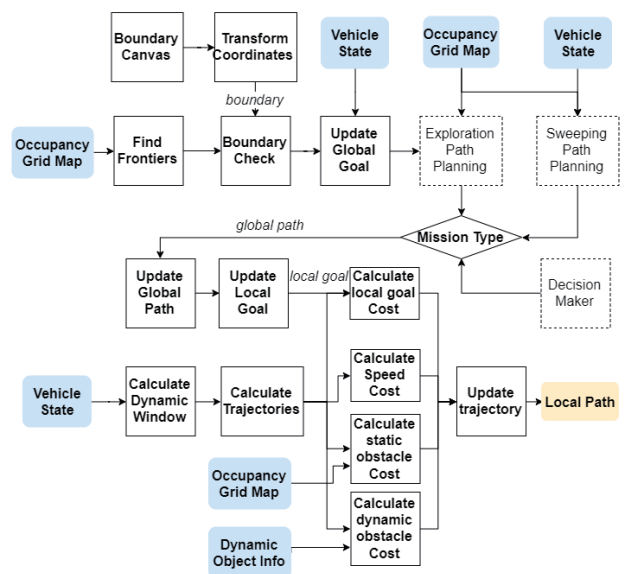 Boundary
Canvas
Transform
Coordinates
Vehicle
State
Occupancy
Grid Map
Vehicle
State
boundary
Occupancy
Grid Map
Find
Frontiers
Boundary
Check
Update
Global
Goal
Exploration
Path
Planning
Sweeping
Path
Planning
global path
Mission Type
Update
Global
Path
Update
Local
Goal
local goal
Calculate
local goal
Cost
Decision
Maker
Vehicle
State
Calculate
Dynamic
Window
Calculate
Trajectories
Calculate
Speed
Cost
Update
trajectory
Local Path
Occupancy
Grid Map
Calculate
static
obstacle
Cost
Dynamic
Object Info
Calculate
dynamic
obstacle
Cost